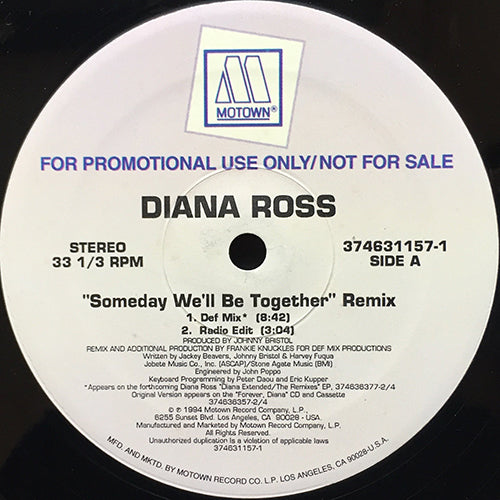 MOTOWN®
FOR PROMOTIONAL USE ONLY/NOT FOR SALE
DIANA ROSS
STEREO
33 1/3 RPM
374631157-1
SIDE A
"Someday We'll Be Together" Remix
1. Def Mix* (8:42)
2. Radio Edit (3:04)
PRODUCED BY JOHNNY BRISTOL
REMIX AND ADDITIONAL PRODUCTION BY FRANKIE KNUCKLES FOR DEF MIX PRODUCTIONS
Written by Jackey Beavers, Johnny Bristol & Harvey Fuqua
Jobete Music Co., Inc. (ASCAP)/Stone Agate Music (BMI)
Engineered by John Poppo
Keyboard Programming by Peter Daou and Eric Kupper
*Appears on the forthcoming Diana Ross "Diana Extended/The Remixes" EP, 374636377-2/4
Original Version appears on the "Forever, Diana" CD and Cassette
374636357-2/4
© ℗ 1994 Motown Record Company, L.P.,
6255 Sunset Blvd. Los Angeles, CA 90028 - USA.
Manufactured and Marketed by Motown Record Company, L.P.
All Rights Reserved.
Unauthorized duplication is a violation of applicable laws
374631157-1
MFD. AND MKTD. BY MOTOWN RECORD CO. L.P. LOS ANGELES, CA 90028-U.S.A.